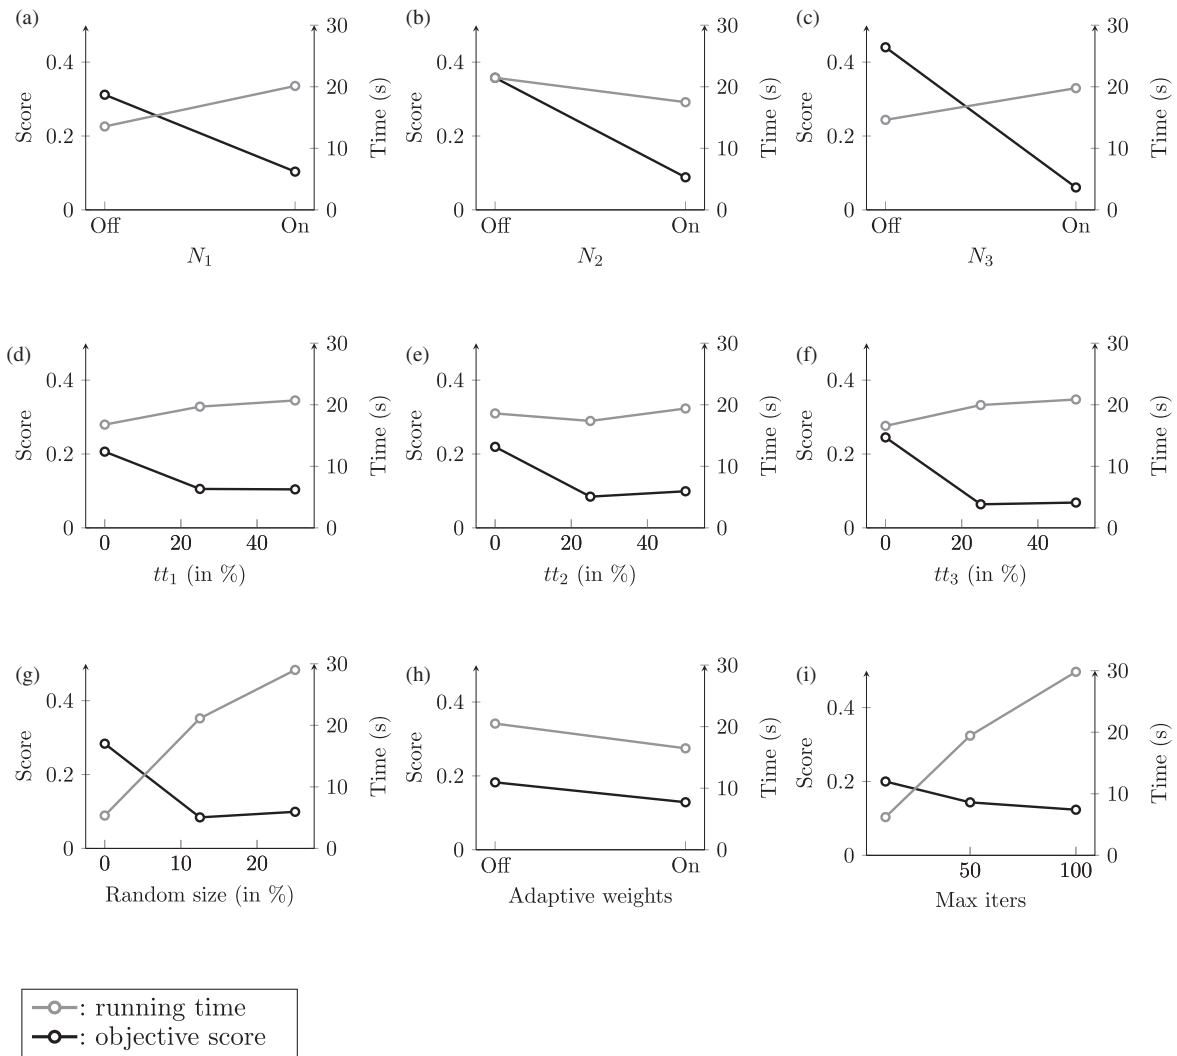 (a)
Score
0.4
0.2
0
30
20
10
0
Time (s)
Off On
N₁
(b)
Score
0.4
0.2
0
30
20
10
0
Time (s)
Off On
N₂
(c)
Score
0.4
0.2
0
30
20
10
0
Time (s)
Off On
N₃
(d)
Score
0.4
0.2
0
30
20
10
0
Time (s)
0 20 40
tt₁ (in %)
(e)
Score
0.4
0.2
0
30
20
10
0
Time (s)
0 20 40
tt₂ (in %)
(f)
Score
0.4
0.2
0
30
20
10
0
Time (s)
0 20 40
tt₃ (in %)
(g)
Score
0.4
0.2
0
30
20
10
0
Time (s)
0 10 20
Random size (in %)
(h)
Score
0.4
0.2
0
30
20
10
0
Time (s)
Off On
Adaptive weights
(i)
Score
0.4
0.2
0
30
20
10
0
Time (s)
50 100
Max iters
: running time
: objective score